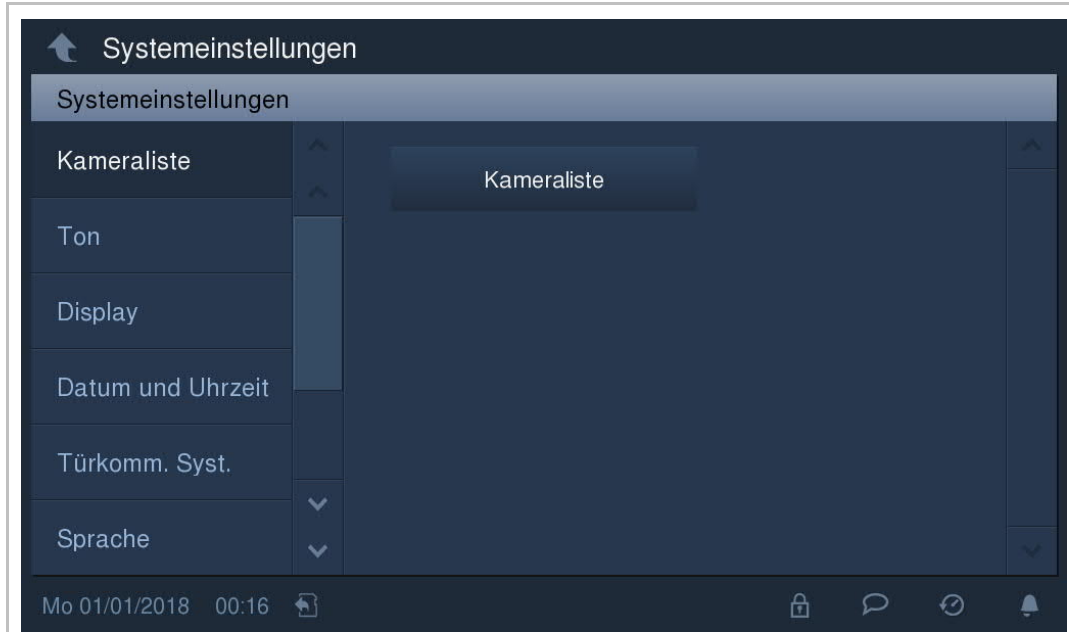 Systemeinstellungen
Systemeinstellungen
Kameraliste
Kameraliste
Ton
Display
Datum und Uhrzeit
Türkomm. Syst.
Sprache
Mo 01/01/2018 00:16